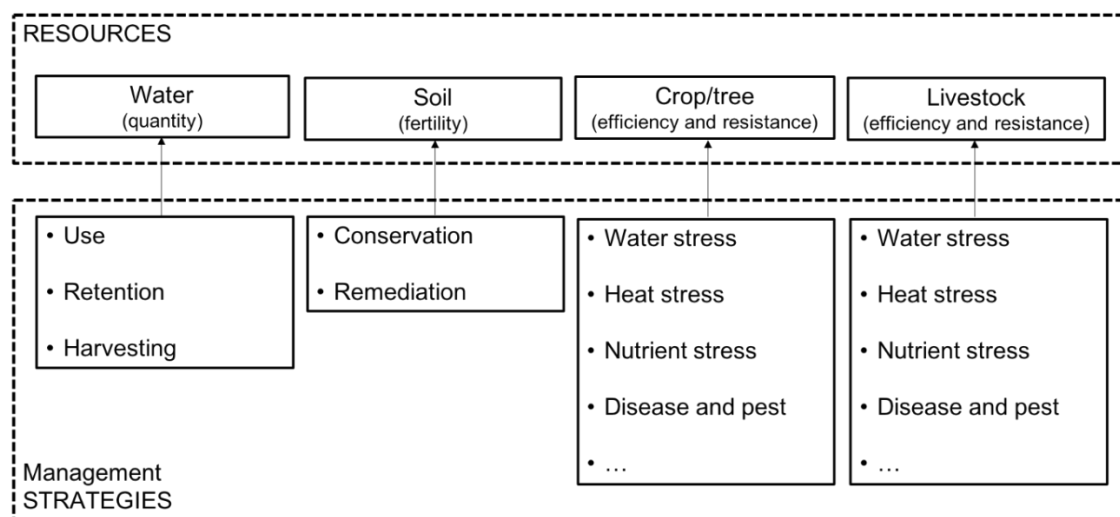 RESOURCES
Water
(quantity)
Soil
(fertility)
Crop/tree
(efficiency and resistance)
Livestock
(efficiency and resistance)
• Use
• Retention
• Harvesting
• Conservation
• Remediation
• Water stress
• Heat stress
• Nutrient stress
• Disease and pest
• …
• Water stress
• Heat stress
• Nutrient stress
• Disease and pest
• …
Management
STRATEGIES